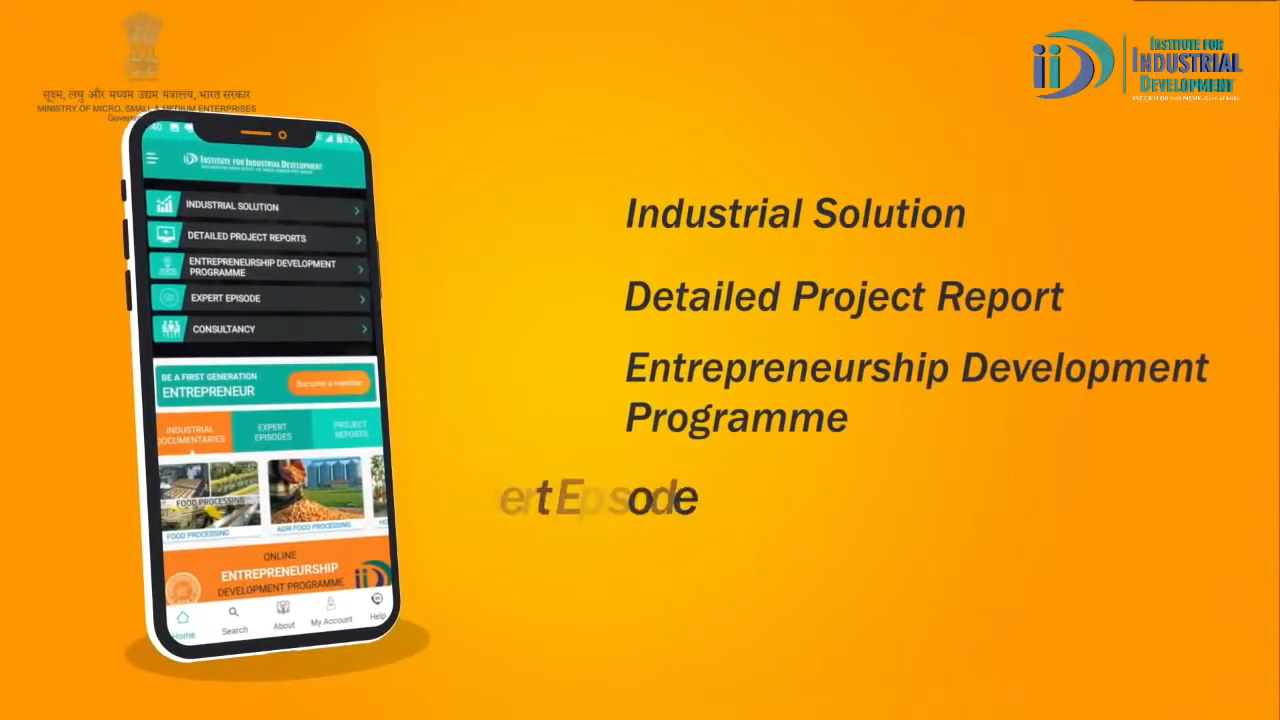 सूक्ष्म, लघु और मध्यम उद्यम मंत्रालय, भारत सरकार
MINISTRY OF MICRO, SMALL & MEDIUM ENTERPRISES
INSTITUTE FOR
INDUSTRIAL
DEVELOPMENT
INSTITUTE FOR INDUSTRIAL DEVELOPMENT
INDUSTRIAL SOLUTION
DETAILED PROJECT REPORTS
ENTREPRENEURSHIP DEVELOPMENT
PROGRAMME
EXPERT EPISODE
CONSULTANCY
BE A FIRST GENERATION
ENTREPRENEUR
Become a member
INDUSTRIAL
DOCUMENTARIES
EXPERT
EPISODES
PROJECT
REPORTS
FOOD PROCESSING
FOOD PROCESSING
AGRI FOOD PROCESSING
ONLINE
ENTREPRENEURSHIP
DEVELOPMENT PROGRAMME
Home
Search
About
My Account
Help
Industrial Solution
Detailed Project Report
Entrepreneurship Development
Programme